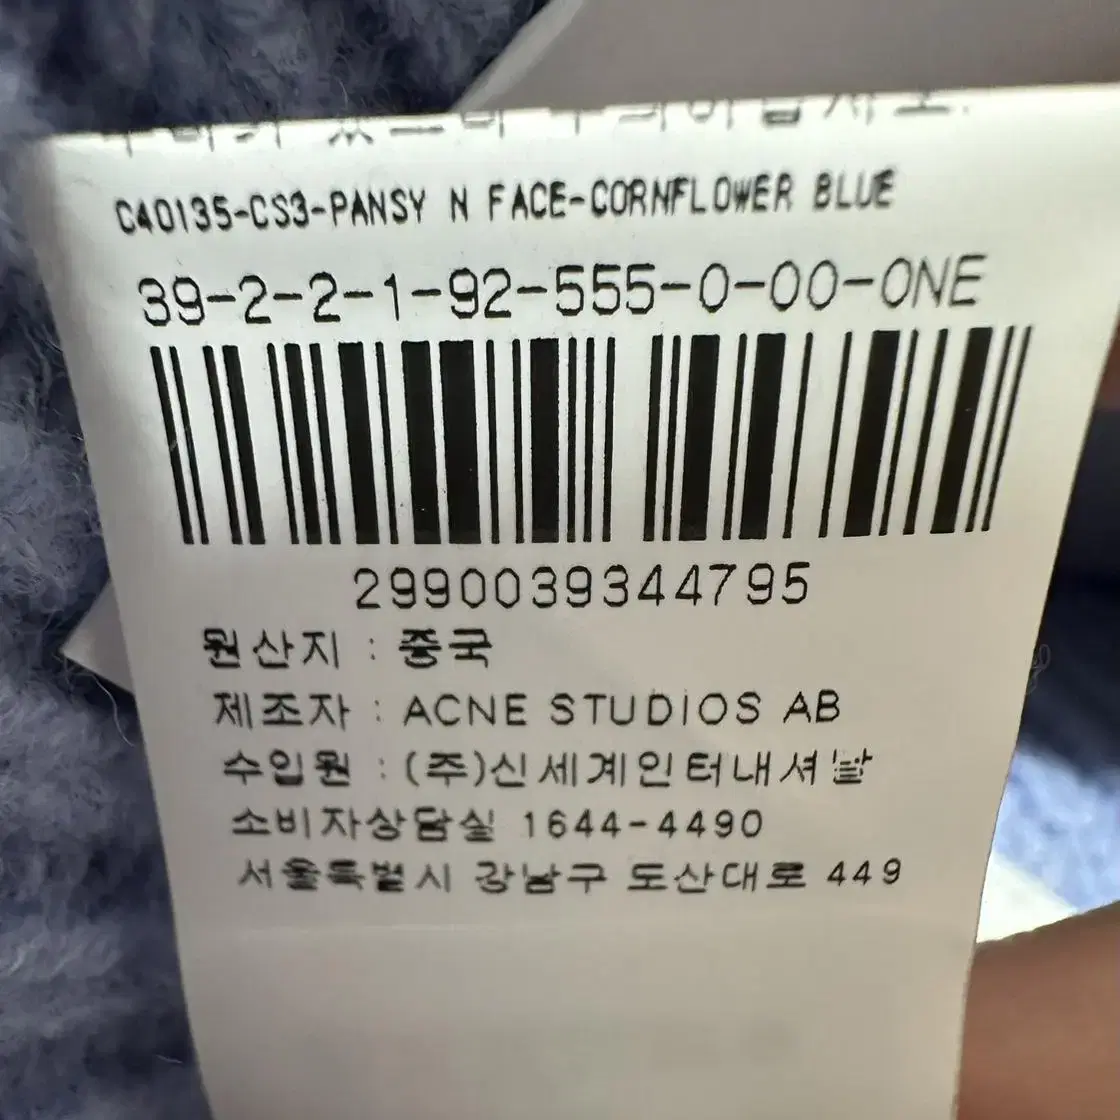 C40135-CS3-PANSY N FACE-CORNFLOWER BLUE
39-2-2-1-92-555-0-00-ONE
2990039344795
원산지 : 중국
제조자 : ACNE STUDIOS AB
수입원 : (주)신세계인터내셔날
소비자상담실 1644-4490
서울특별시 강남구 도산대로 449